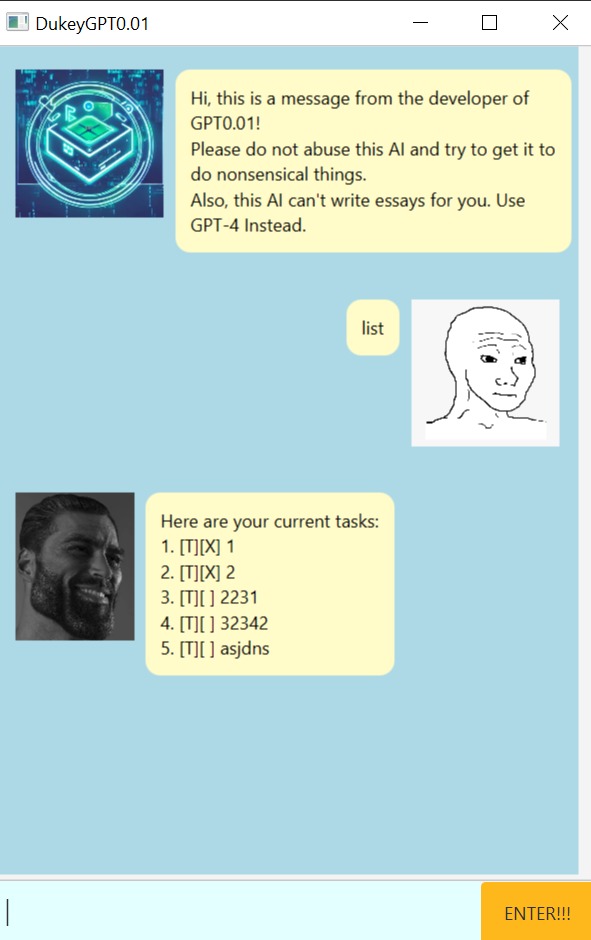 DukeyGPT0.01
Hi, this is a message from the developer of
GPT0.01!
Please do not abuse this AI and try to get it to
do nonsensical things.
Also, this AI can't write essays for you. Use
GPT-4 Instead.
list
Here are your current tasks:
1. [T][X] 1
2. [T][X] 2
3. [T][ ] 2231
4. [T][ ] 32342
5. [T][ ] asjdns
ENTER!!!